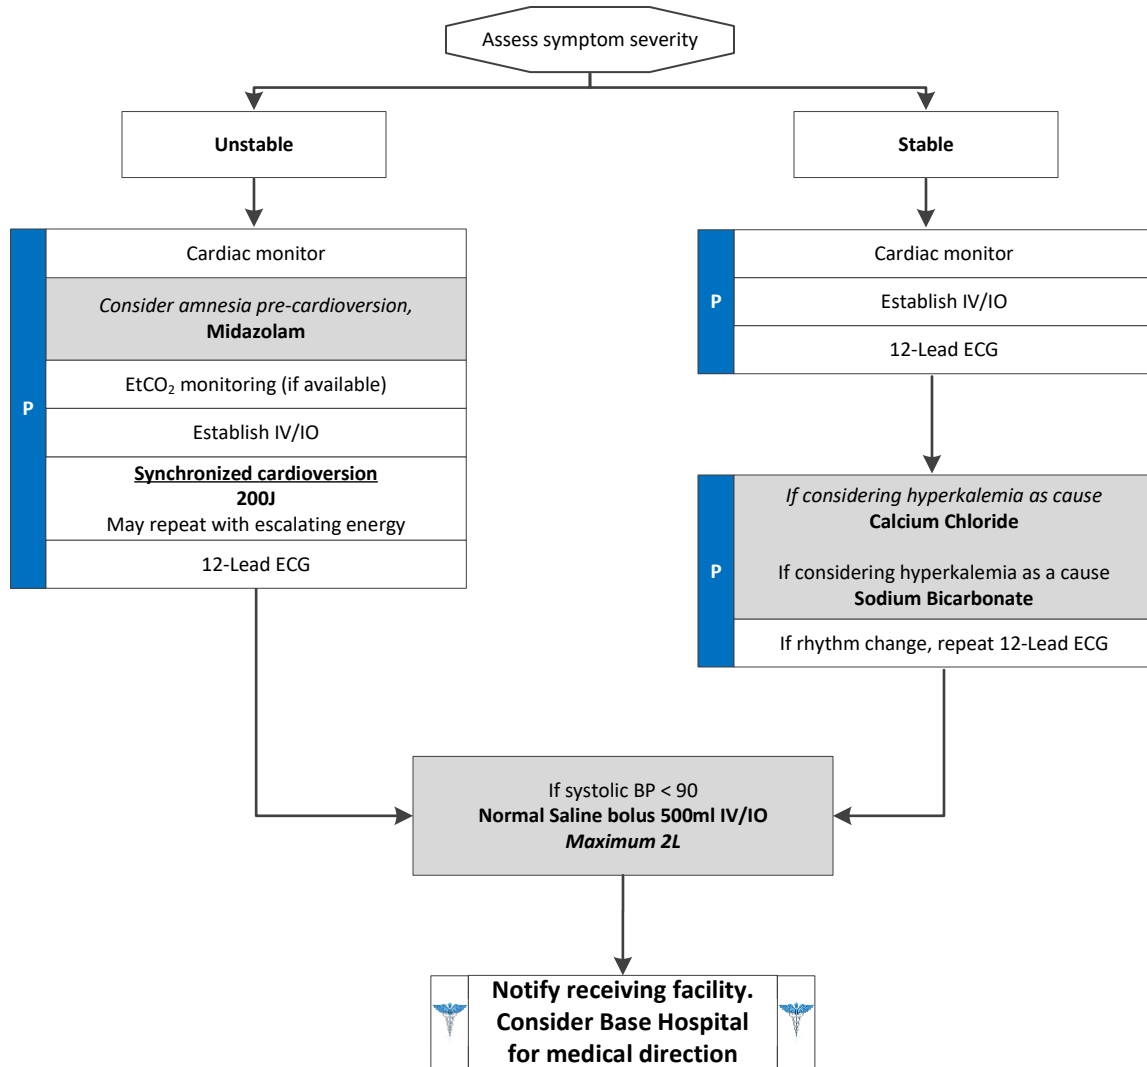 Assess symptom severity
Unstable
Stable
P
Cardiac monitor
Consider amnesia pre-cardioversion,
Midazolam
EtCO₂ monitoring (if available)
Establish IV/IO
Synchronized cardioversion
200J
May repeat with escalating energy
12-Lead ECG
P
Cardiac monitor
Establish IV/IO
12-Lead ECG
P
If considering hyperkalemia as cause
Calcium Chloride
If considering hyperkalemia as a cause
Sodium Bicarbonate
If rhythm change, repeat 12-Lead ECG
If systolic BP < 90
Normal Saline bolus 500ml IV/IO
Maximum 2L
Notify receiving facility.
Consider Base Hospital
for medical direction